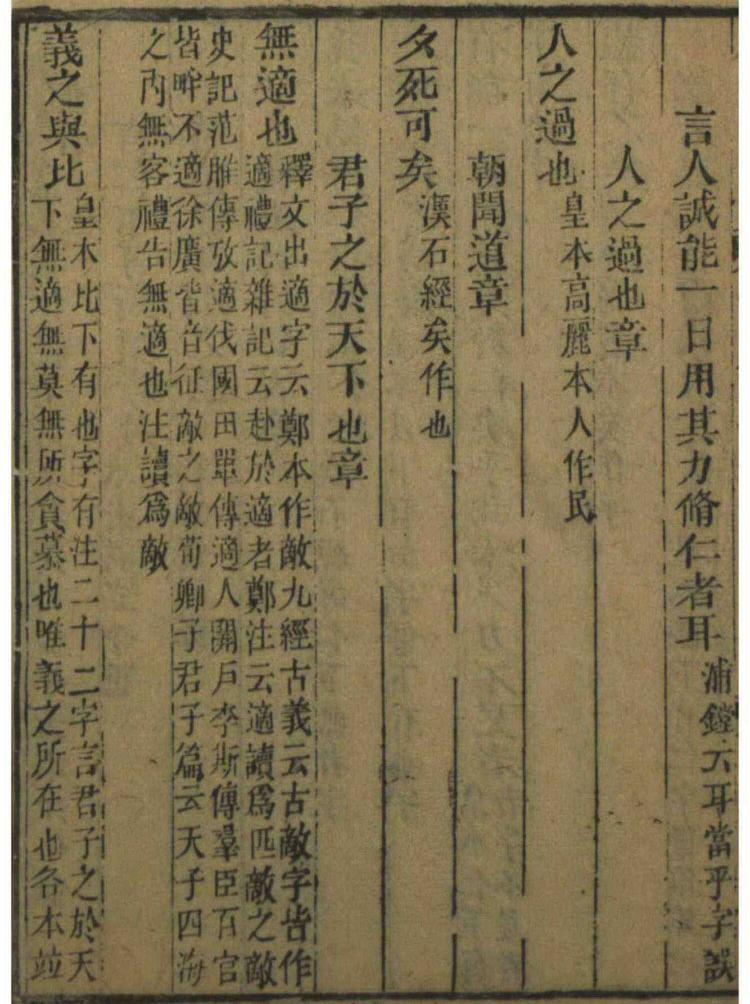 言人誠能一日用其力脩仁者耳浦鏜云耳當乎字誤
人之過也章
人之過也皇本高麗本人作民
朝聞道章
夕死可矣漢石經矣作也
君子之於天下也章
無適也釋文出適字云鄭本作敵九經古義云古敵字皆作
適禮記雜記云赴於適者鄭注云適讀爲匹敵之敵
史記范雎傳攻適伐國田單傳適人開戶李斯傳羣臣百官
皆畔不適徐廣皆音征敵之敵荀卿子君子篇云天子四海
之內無客禮告無適也注讀爲敵
義之與比皇本比下有也字有注二十二字言君子之於天
下無適無莫無所貪慕也唯義之所在也各本竝